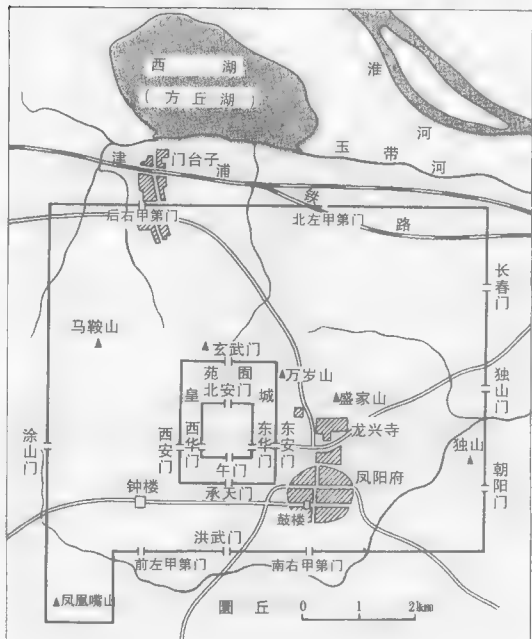 西 湖
（方丘湖）
淮
河
玉 带 河
津 浦 铁 路
门台子
后右甲第门
北左甲第门
长春门
马鞍山
玄武门
苑 囿
万岁山
皇 城
北安门
盛家山
独山门
涂山门
西安门
西华门
东华门
东安门
龙兴寺
独山
午门
朝阳门
钟楼
承天门
凤阳府
鼓楼
洪武门
前左甲第门
南右甲第门
凤凰嘴山
圜 丘
0 1 2km